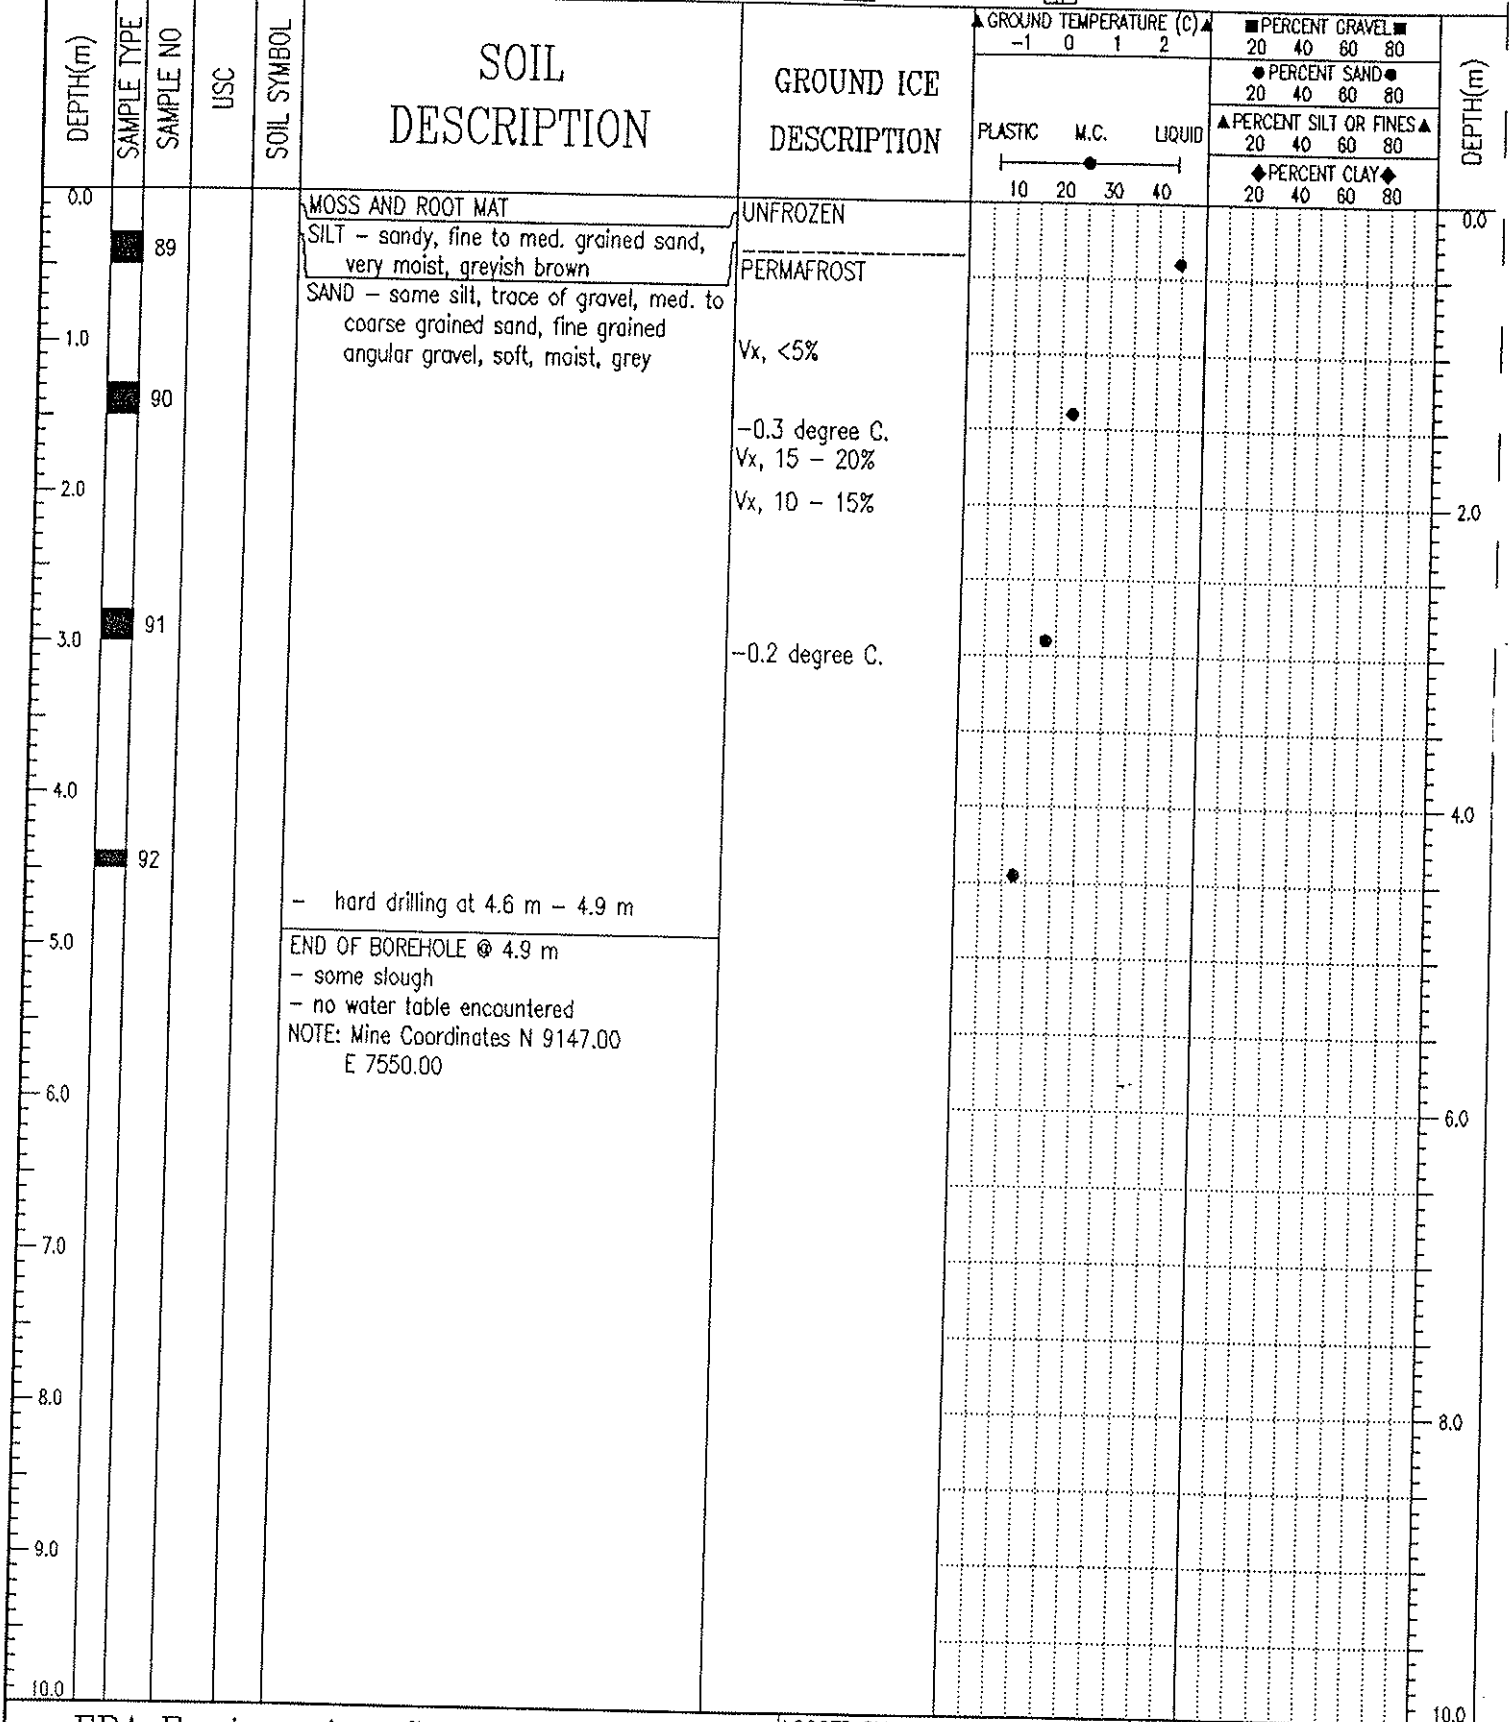 DEPTH(m)
SAMPLE TYPE
SAMPLE NO
USC
SOIL SYMBOL
SOIL
DESCRIPTION
GROUND ICE
DESCRIPTION
▲GROUND TEMPERATURE (C)▲
-1 0 1 2
PLASTIC M.C. LIQUID
10 20 30 40
■PERCENT GRAVEL■
20 40 60 80
●PERCENT SAND●
20 40 60 80
▲PERCENT SILT OR FINES▲
20 40 60 80
◆PERCENT CLAY◆
20 40 60 80
DEPTH(m)
0.0
1.0
2.0
3.0
4.0
5.0
6.0
7.0
8.0
9.0
10.0
89
90
91
92
MOSS AND ROOT MAT
SILT – sandy, fine to med. grained sand,
very moist, greyish brown
SAND – some silt, trace of gravel, med. to
coarse grained sand, fine grained
angular gravel, soft, moist, grey
– hard drilling at 4.6 m – 4.9 m
END OF BOREHOLE @ 4.9 m
– some slough
– no water table encountered
NOTE: Mine Coordinates N 9147.00
E 7550.00
UNFROZEN
PERMAFROST
Vx, <5%
-0.3 degree C.
Vx, 15 – 20%
Vx, 10 – 15%
-0.2 degree C.
0.0
2.0
4.0
6.0
8.0
10.0